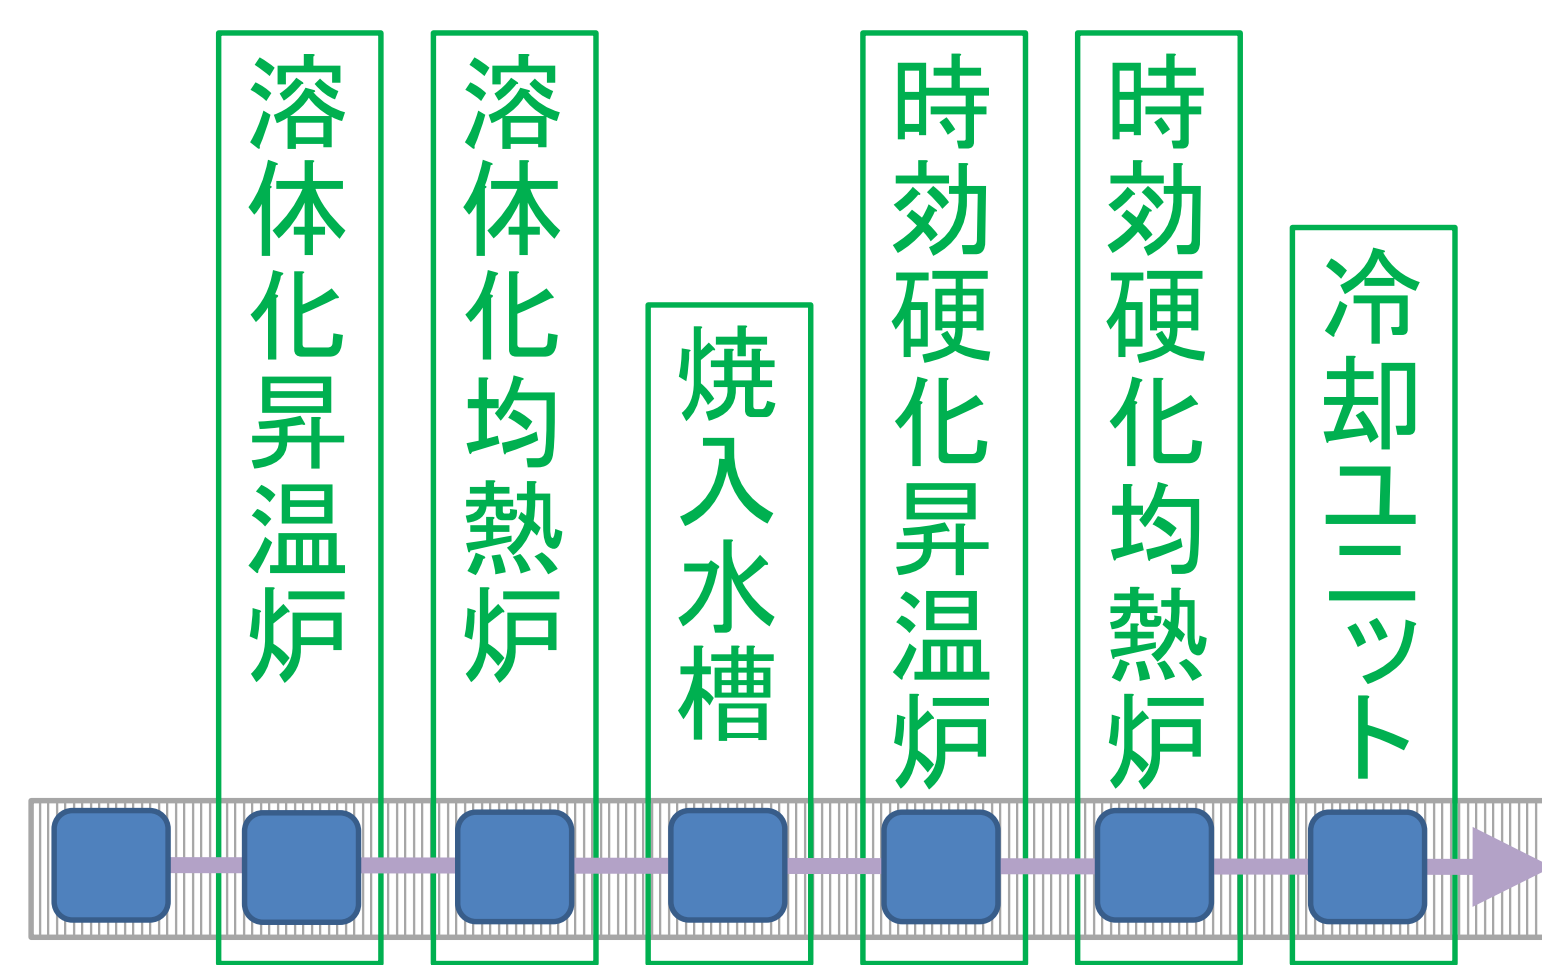 溶体化昇温炉
溶体化均熱炉
焼入水槽
時効硬化昇温炉
時効硬化均熱炉
冷却ユニット